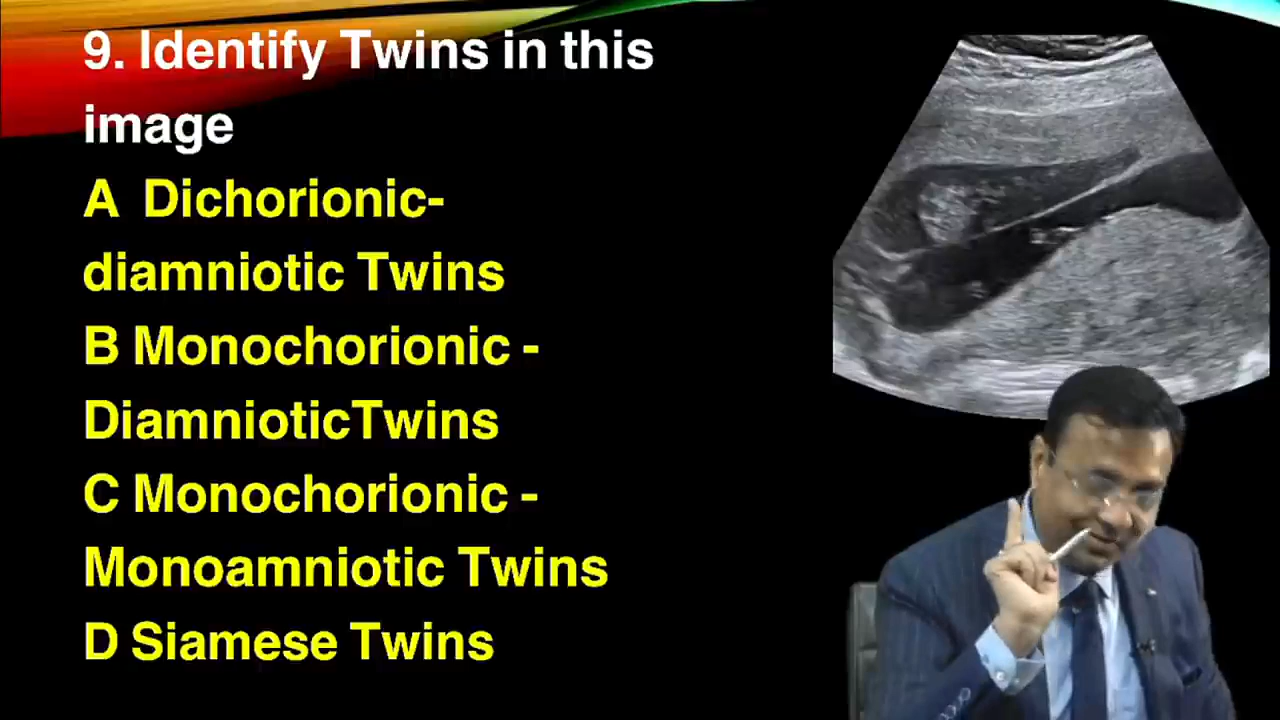 9. Identify Twins in this
image
A Dichorionic-
diamniotic Twins
B Monochorionic -
DiamnioticTwins
C Monochorionic -
Monoamniotic Twins
D Siamese Twins